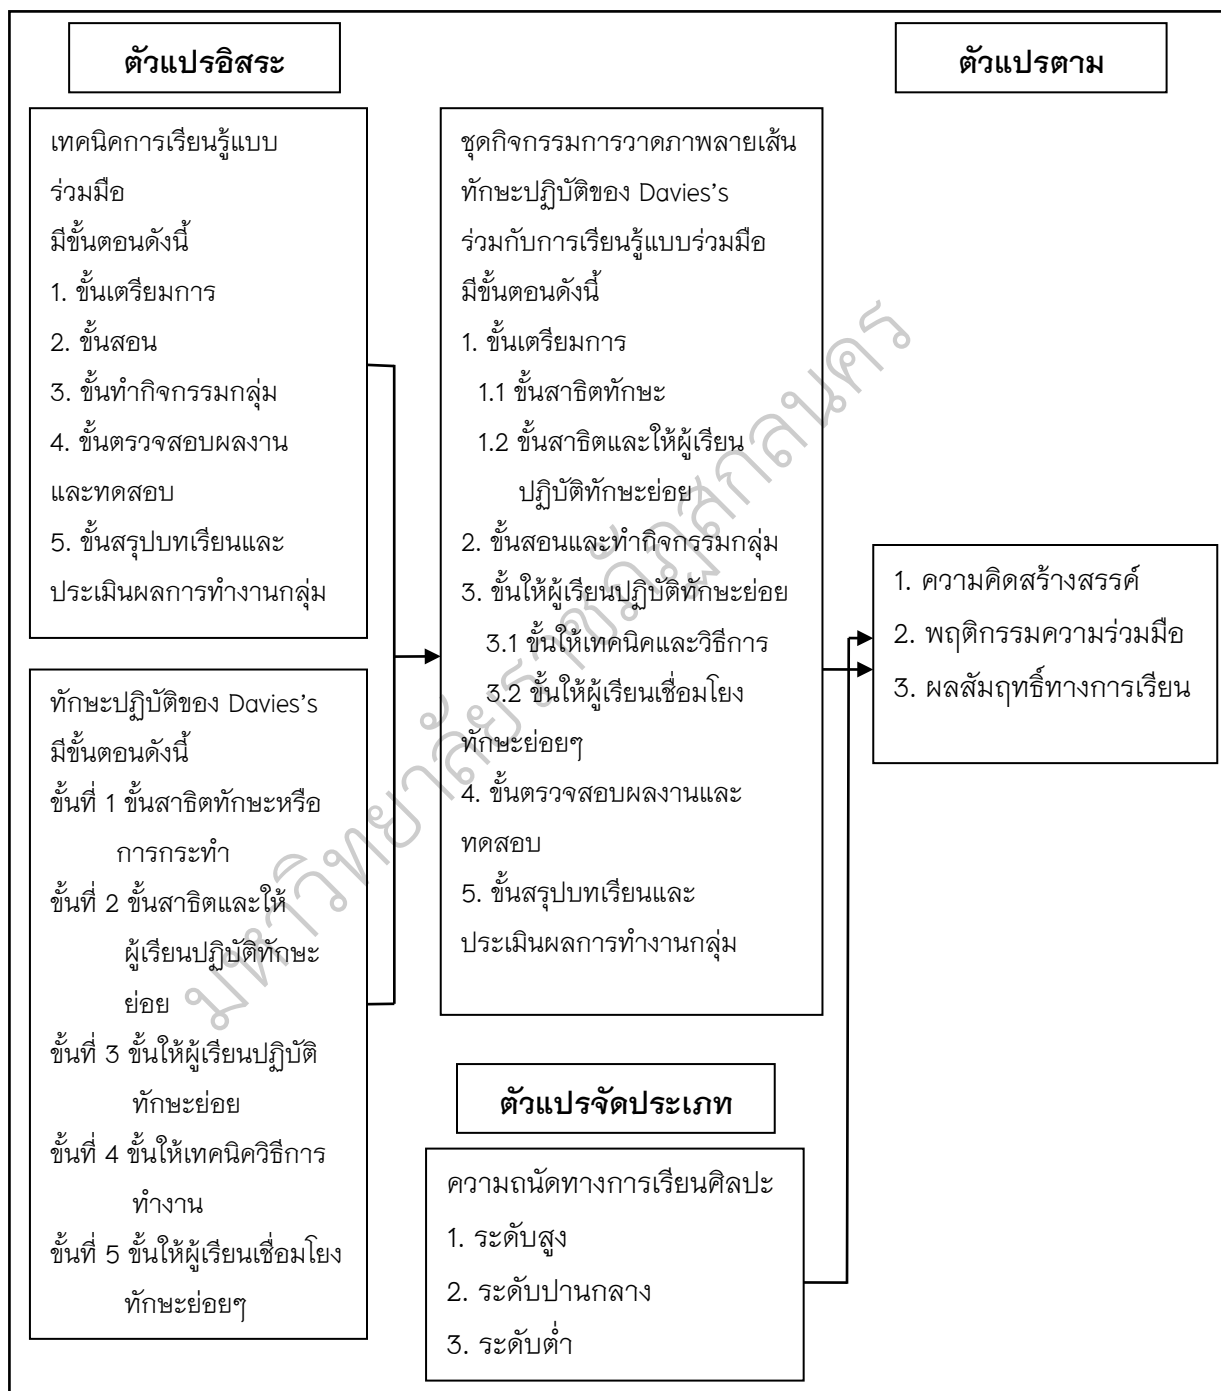 ตัวแปรอิสระ
ตัวแปรตาม
เทคนิคการเรียนรู้แบบ
ร่วมมือ
มีขั้นตอนดังนี้
1. ขั้นเตรียมการ
2. ขั้นสอน
3. ขั้นทำกิจกรรมกลุ่ม
4. ขั้นตรวจสอบผลงาน
และทดสอบ
5. ขั้นสรุปบทเรียนและ
ประเมินผลการทำงานกลุ่ม
ทักษะปฏิบัติของ Davies's
มีขั้นตอนดังนี้
ขั้นที่ 1 ขั้นสาธิตทักษะหรือ
การกระทำ
ขั้นที่ 2 ขั้นสาธิตและให้
ผู้เรียนปฏิบัติทักษะ
ย่อย
ขั้นที่ 3 ขั้นให้ผู้เรียนปฏิบัติ
ทักษะย่อย
ขั้นที่ 4 ขั้นให้เทคนิควิธีการ
ทำงาน
ขั้นที่ 5 ขั้นให้ผู้เรียนเชื่อมโยง
ทักษะย่อยๆ
ชุดกิจกรรมการวาดภาพลายเส้น
ทักษะปฏิบัติของ Davies's
ร่วมกับการเรียนรู้แบบร่วมมือ
มีขั้นตอนดังนี้
1. ขั้นเตรียมการ
1.1 ขั้นสาธิตทักษะ
1.2 ขั้นสาธิตและให้ผู้เรียน
ปฏิบัติทักษะย่อย
2. ขั้นสอนและทำกิจกรรมกลุ่ม
3. ขั้นให้ผู้เรียนปฏิบัติทักษะย่อย
3.1 ขั้นให้เทคนิคและวิธีการ
3.2 ขั้นให้ผู้เรียนเชื่อมโยง
ทักษะย่อยๆ
4. ขั้นตรวจสอบผลงานและ
ทดสอบ
5. ขั้นสรุปบทเรียนและ
ประเมินผลการทำงานกลุ่ม
ตัวแปรจัดประเภท
ความถนัดทางการเรียนศิลปะ
1. ระดับสูง
2. ระดับปานกลาง
3. ระดับต่ำ
1. ความคิดสร้างสรรค์
2. พฤติกรรมความร่วมมือ
3. ผลสัมฤทธิ์ทางการเรียน
มหาวิทยาลัยราชภัฏสกลนคร